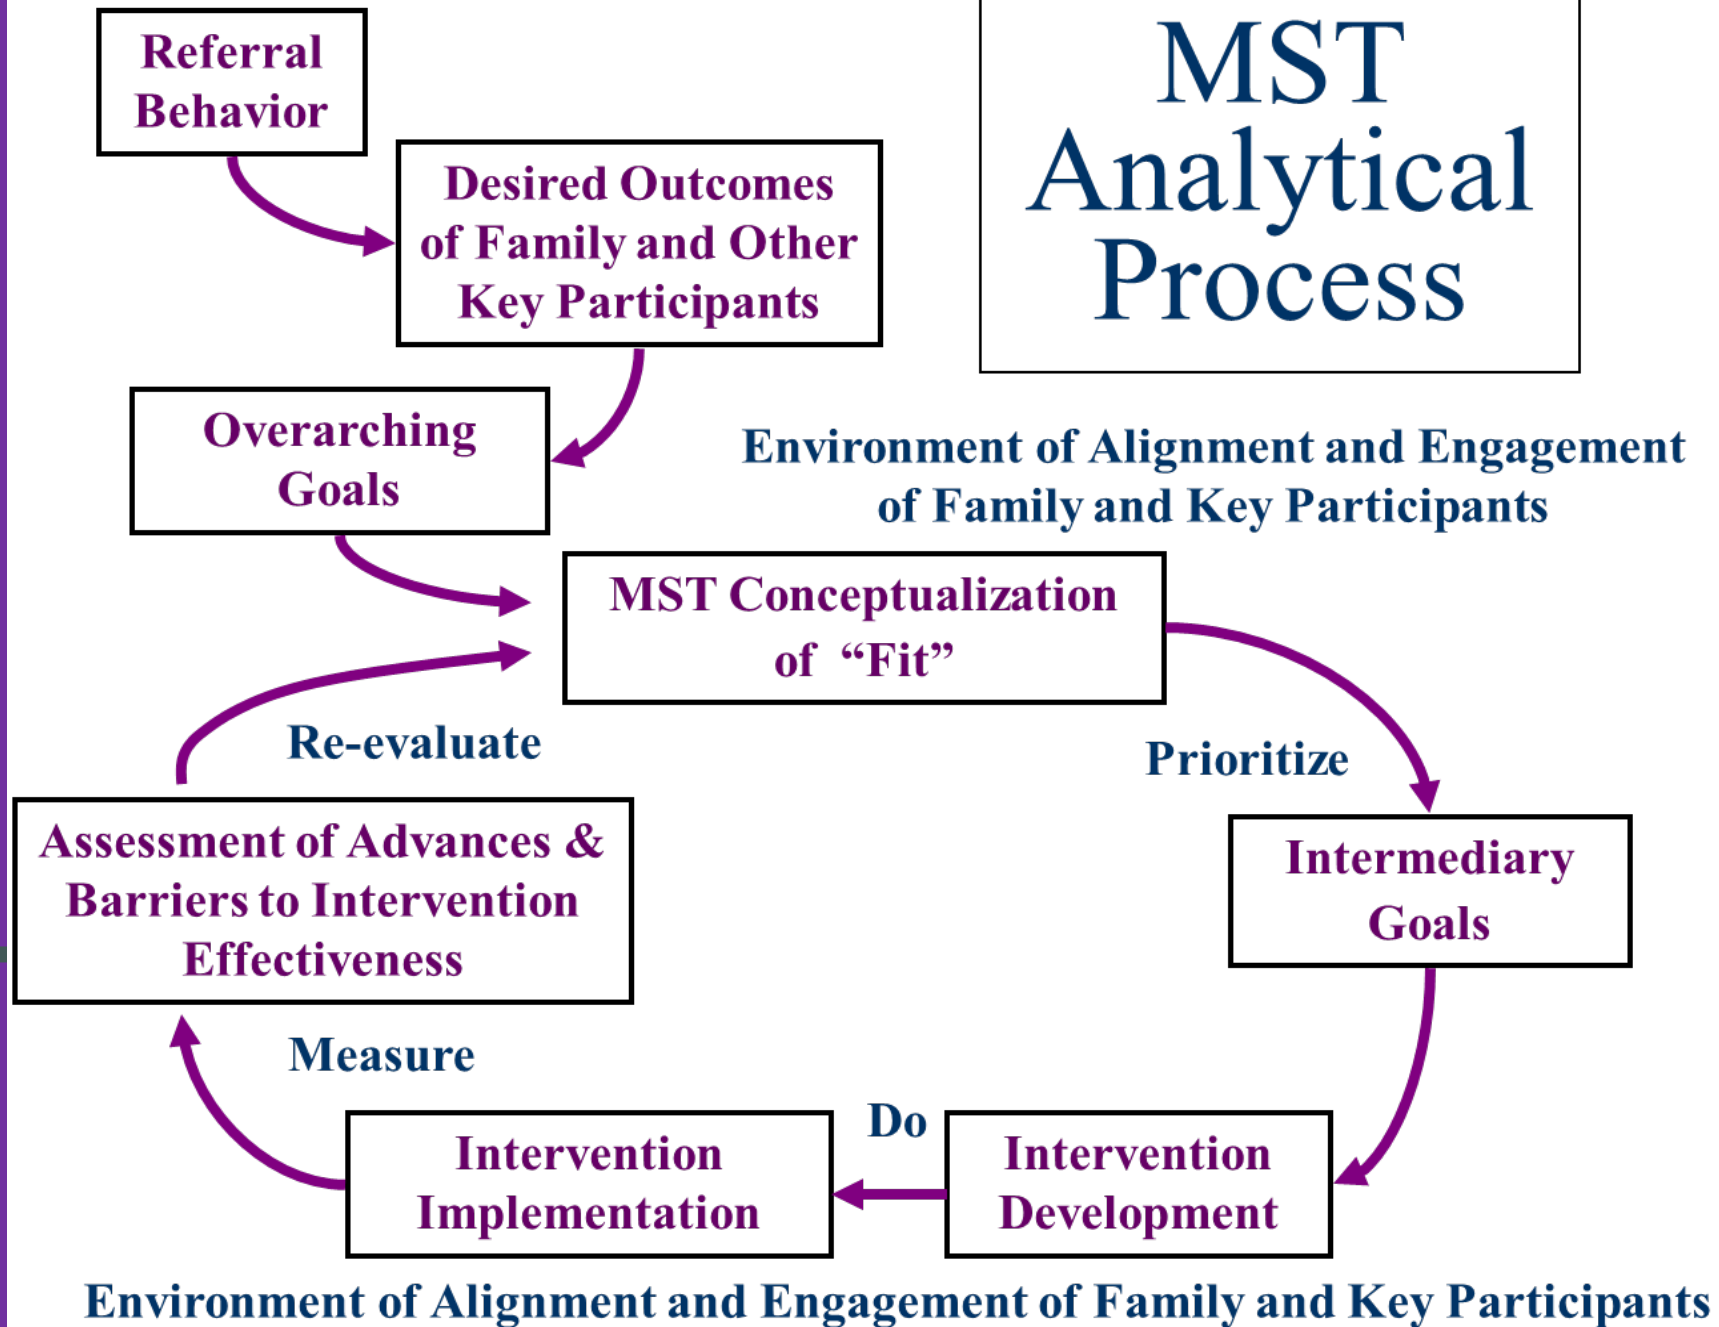 Referral
Behavior
MST
Analytical
Process
Desired Outcomes
of Family and Other
Key Participants
Overarching
Goals
Environment of Alignment and Engagement
of Family and Key Participants
MST Conceptualization
of “Fit”
Re-evaluate
Prioritize
Assessment of Advances &
Barriers to Intervention
Effectiveness
Intermediary
Goals
Measure
Do
Intervention
Implementation
Intervention
Development
Environment of Alignment and Engagement of Family and Key Participants